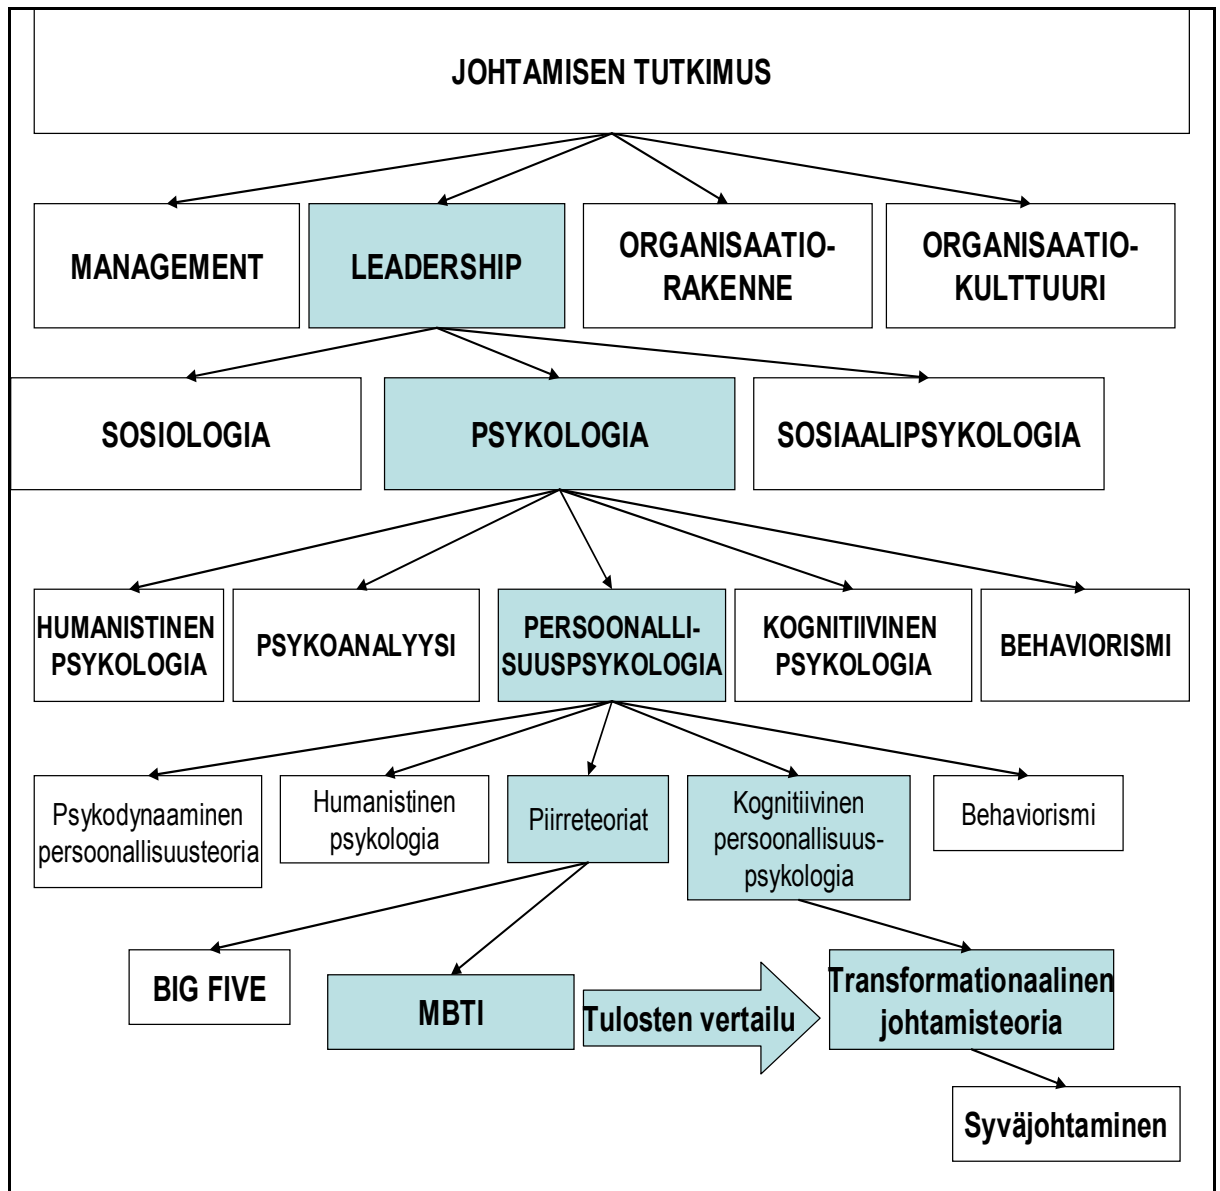 JOHTAMISEN TUTKIMUS
MANAGEMENT
LEADERSHIP
ORGANISAATIO-
RAKENNE
ORGANISAATIO-
KULTTUURI
SOSIOLOGIA
PSYKOLOGIA
SOSIAALIPSYKOLOGIA
HUMANISTINEN
PSYKOLOGIA
PSYKOANALYYSI
PERSOONALLI-
SUUSPSYKOLOGIA
KOGNITIIVINEN
PSYKOLOGIA
BEHAVIORISMI
Psykodynaaminen
persoonallisuusteoria
Humanistinen
psykologia
Piirreteoriat
Kognitiivinen
persoonallisuus-
psykologia
Behaviorismi
BIG FIVE
MBTI
Tulosten vertailu
Transformationaalinen
johtamisteoria
Syväjohtaminen